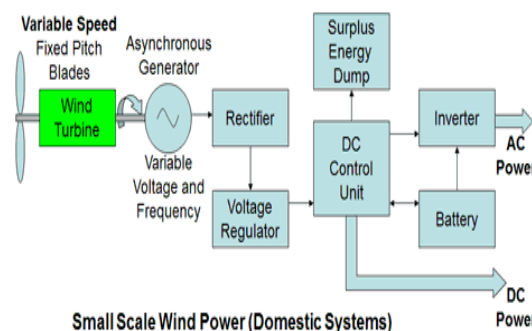 Variable Speed
Fixed Pitch
Blades
Asynchronous
Generator
Wind
Turbine
Variable
Voltage and
Frequency
Rectifier
Voltage
Regulator
Surplus
Energy
Dump
DC
Control
Unit
Inverter
AC
Power
Battery
DC
Power
Small Scale Wind Power (Domestic Systems)